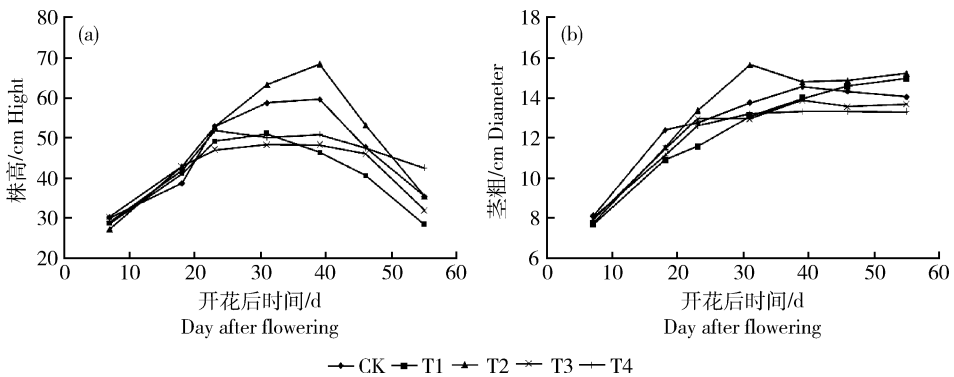 (a)
80
70
60
50
40
30
20
株高/cm Hight
0 10 20 30 40 50 60
开花后时间/d
Day after flowering
(b)
18
16
14
12
10
8
6
茎粗/cm Diameter
0 10 20 30 40 50 60
开花后时间/d
Day after flowering
CK T1 T2 T3 T4